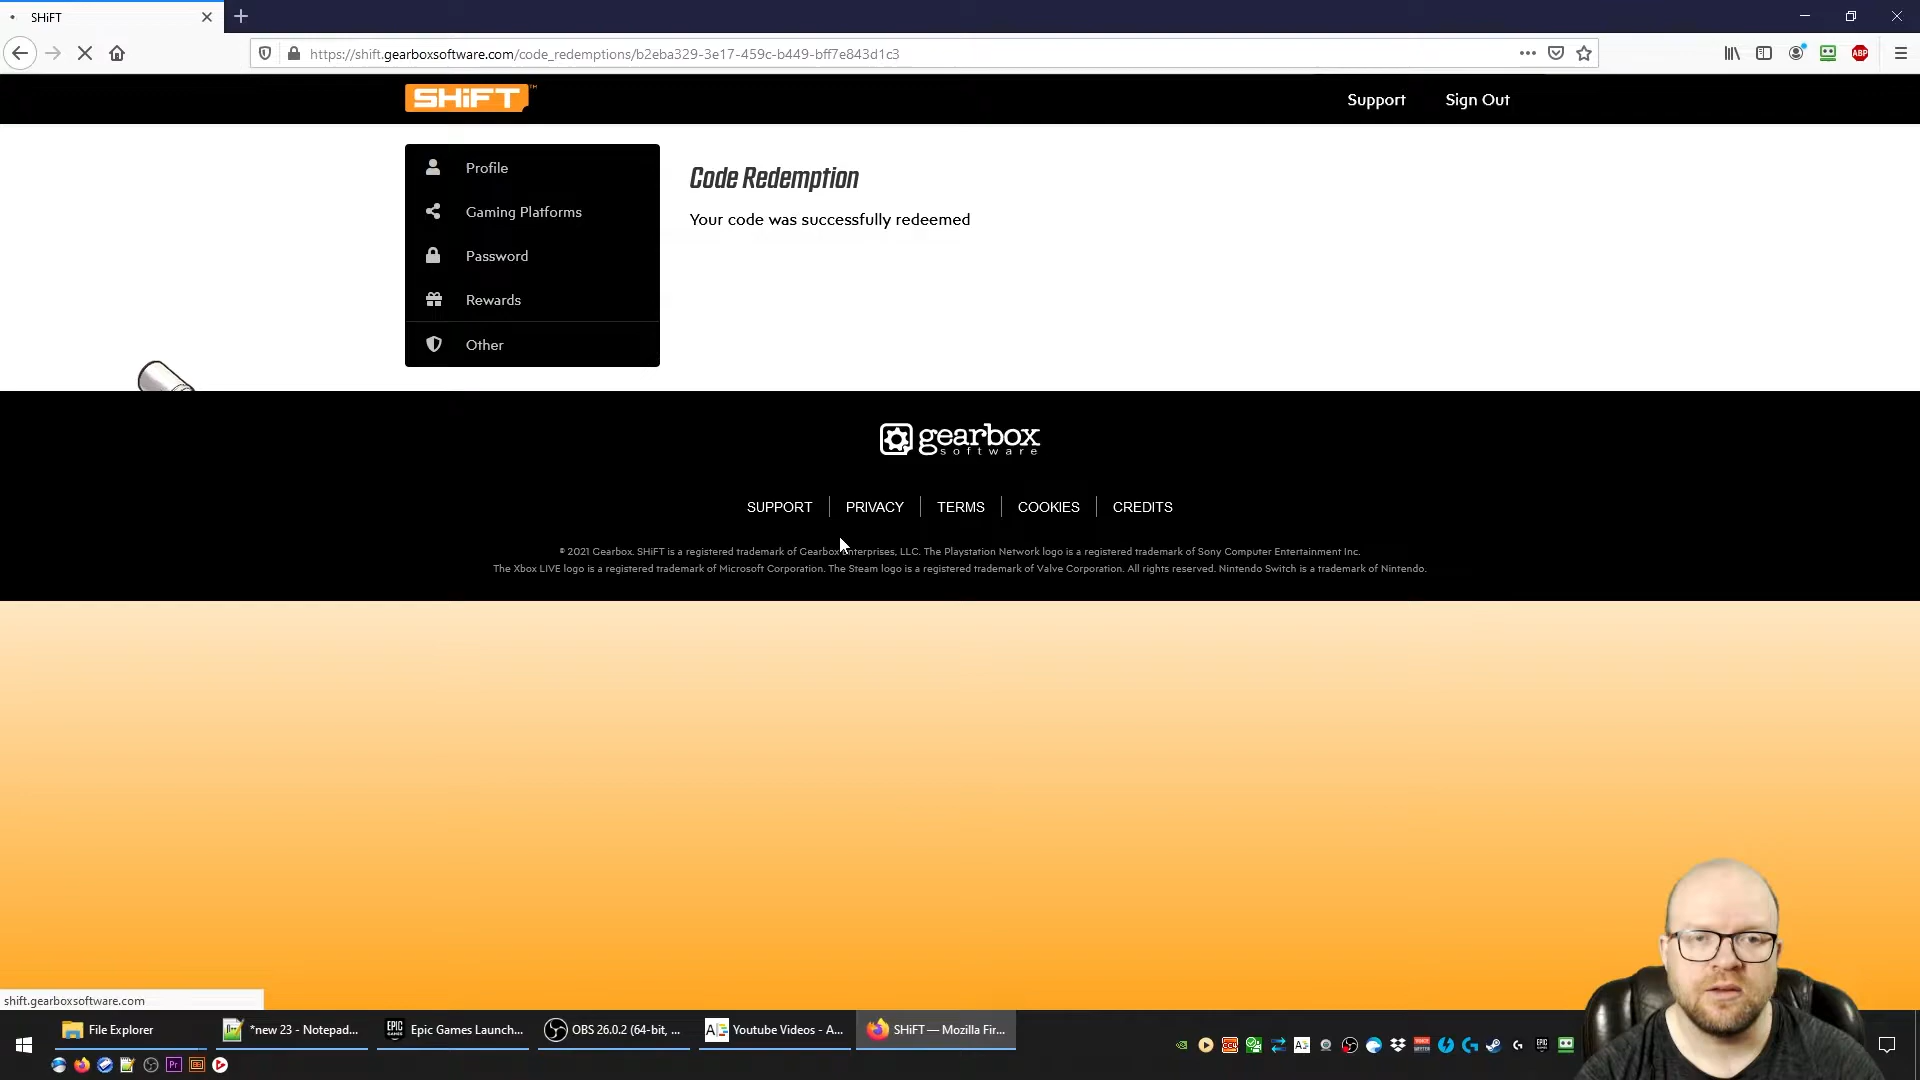 SHiFT
https://shift.gearboxsoftware.com/code_redemptions/b2eba329-3e17-459c-b449-bff7e843d1c3
ABP
SHiFT™
Support
Sign Out
Profile
Gaming Platforms
Password
Rewards
Other
Code Redemption
Your code was successfully redeemed
gearbox
software
SUPPORT
PRIVACY
TERMS
COOKIES
CREDITS
© 2021 Gearbox. SHiFT is a registered trademark of Gearbox Enterprises, LLC. The Playstation Network logo is a registered trademark of Sony Computer Entertainment Inc.
The Xbox LIVE logo is a registered trademark of Microsoft Corporation. The Steam logo is a registered trademark of Valve Corporation. All rights reserved. Nintendo Switch is a trademark of Nintendo.
shift.gearboxsoftware.com
File Explorer
*new 23 - Notepad...
EPIC GAMES
Epic Games Launch...
OBS 26.0.2 (64-bit, ...
A|E
Youtube Videos - A...
SHiFT — Mozilla Fir...
Pr